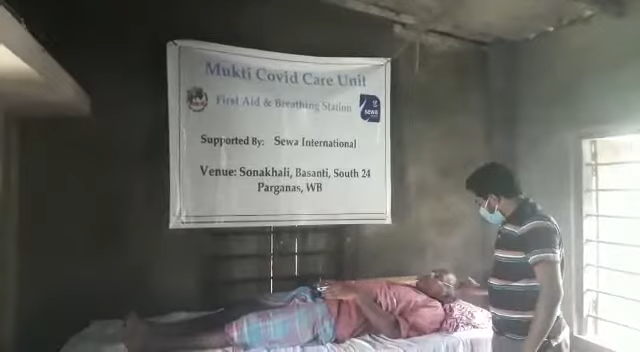 Mukti Covid Care Unit
First Aid & Breathing Station
sewa
Supported By: Sewa International
Venue: Sonakhali, Basanti, South 24
Parganas, WB